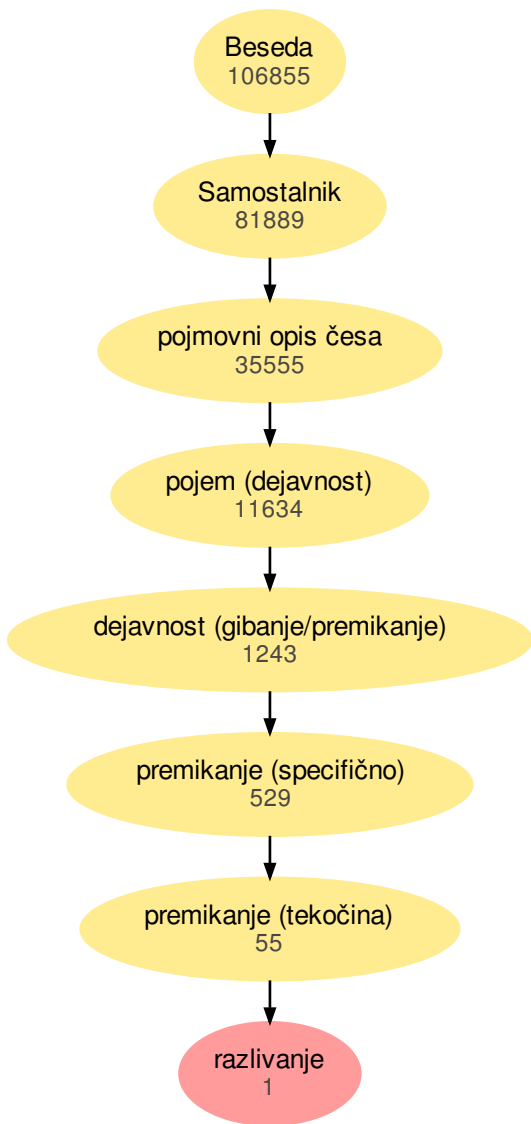 Beseda
106855
Samostalnik
81889
pojmovni opis česa
35555
pojem (dejavnost)
11634
dejavnost (gibanje/premikanje)
1243
premikanje (specifično)
529
premikanje (tekočina)
55
razlivanje
1